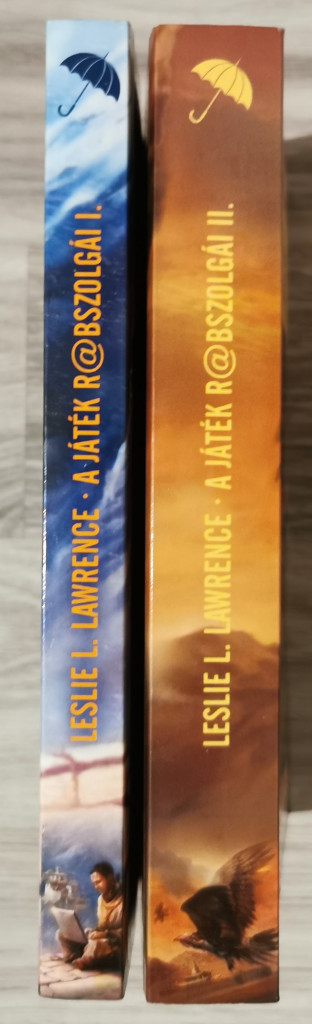 LESLIE L. LAWRENCE · A JÁTÉK R@BSZOLGÁI I.
LESLIE L. LAWRENCE · A JÁTÉK R@BSZOLGÁI II.